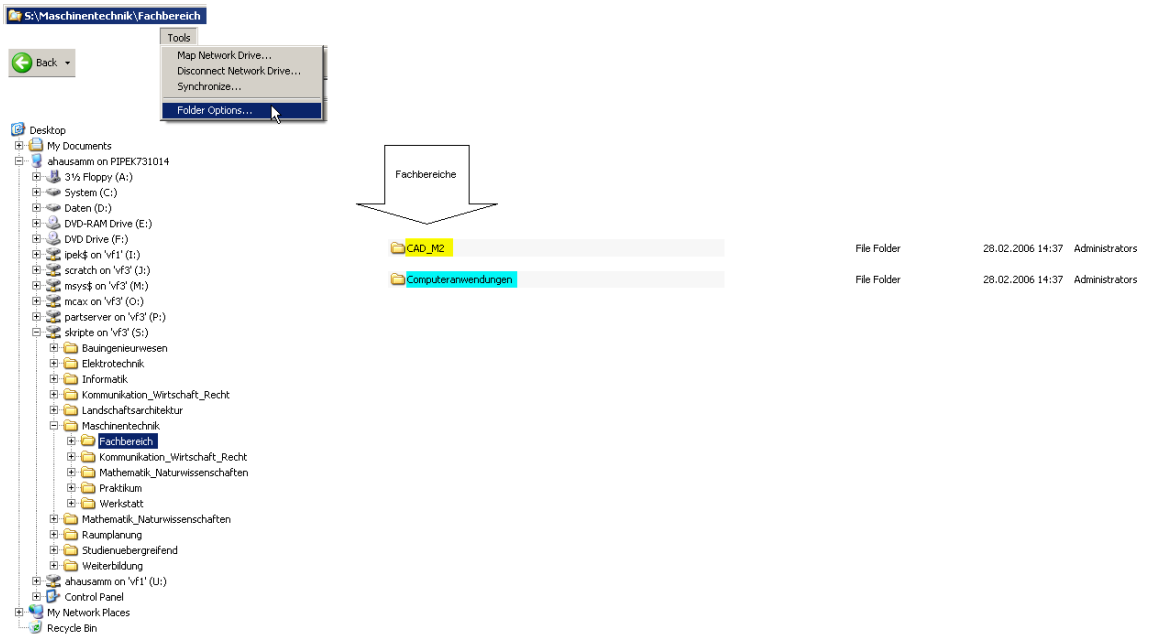 S:\Maschinentechnik\Fachbereich
Tools
Back
Map Network Drive...
Disconnect Network Drive...
Synchronize...
Folder Options...
Desktop
My Documents
ahausamm on PIPEK731014
3½ Floppy (A:)
System (C:)
Daten (D:)
DVD-RAM Drive (E:)
DVD Drive (F:)
ipek$ on 'vf1' (I:)
scratch on 'vf3' (J:)
msys$ on 'vf3' (M:)
mcax on 'vf3' (O:)
partserver on 'vf3' (P:)
skripte on 'vf3' (S:)
Bauingenieurwesen
Elektrotechnik
Informatik
Kommunikation_Wirtschaft_Recht
Landschaftsarchitektur
Maschinentechnik
Fachbereich
Kommunikation_Wirtschaft_Recht
Mathematik_Naturwissenschaften
Praktikum
Werkstatt
Mathematik_Naturwissenschaften
Raumplanung
Studienuebergreifend
Weiterbildung
ahausamm on 'vf1' (U:)
Control Panel
My Network Places
Recycle Bin
Fachbereiche
CAD_M2 File Folder 28.02.2006 14:37 Administrators
Computeranwendungen File Folder 28.02.2006 14:37 Administrators